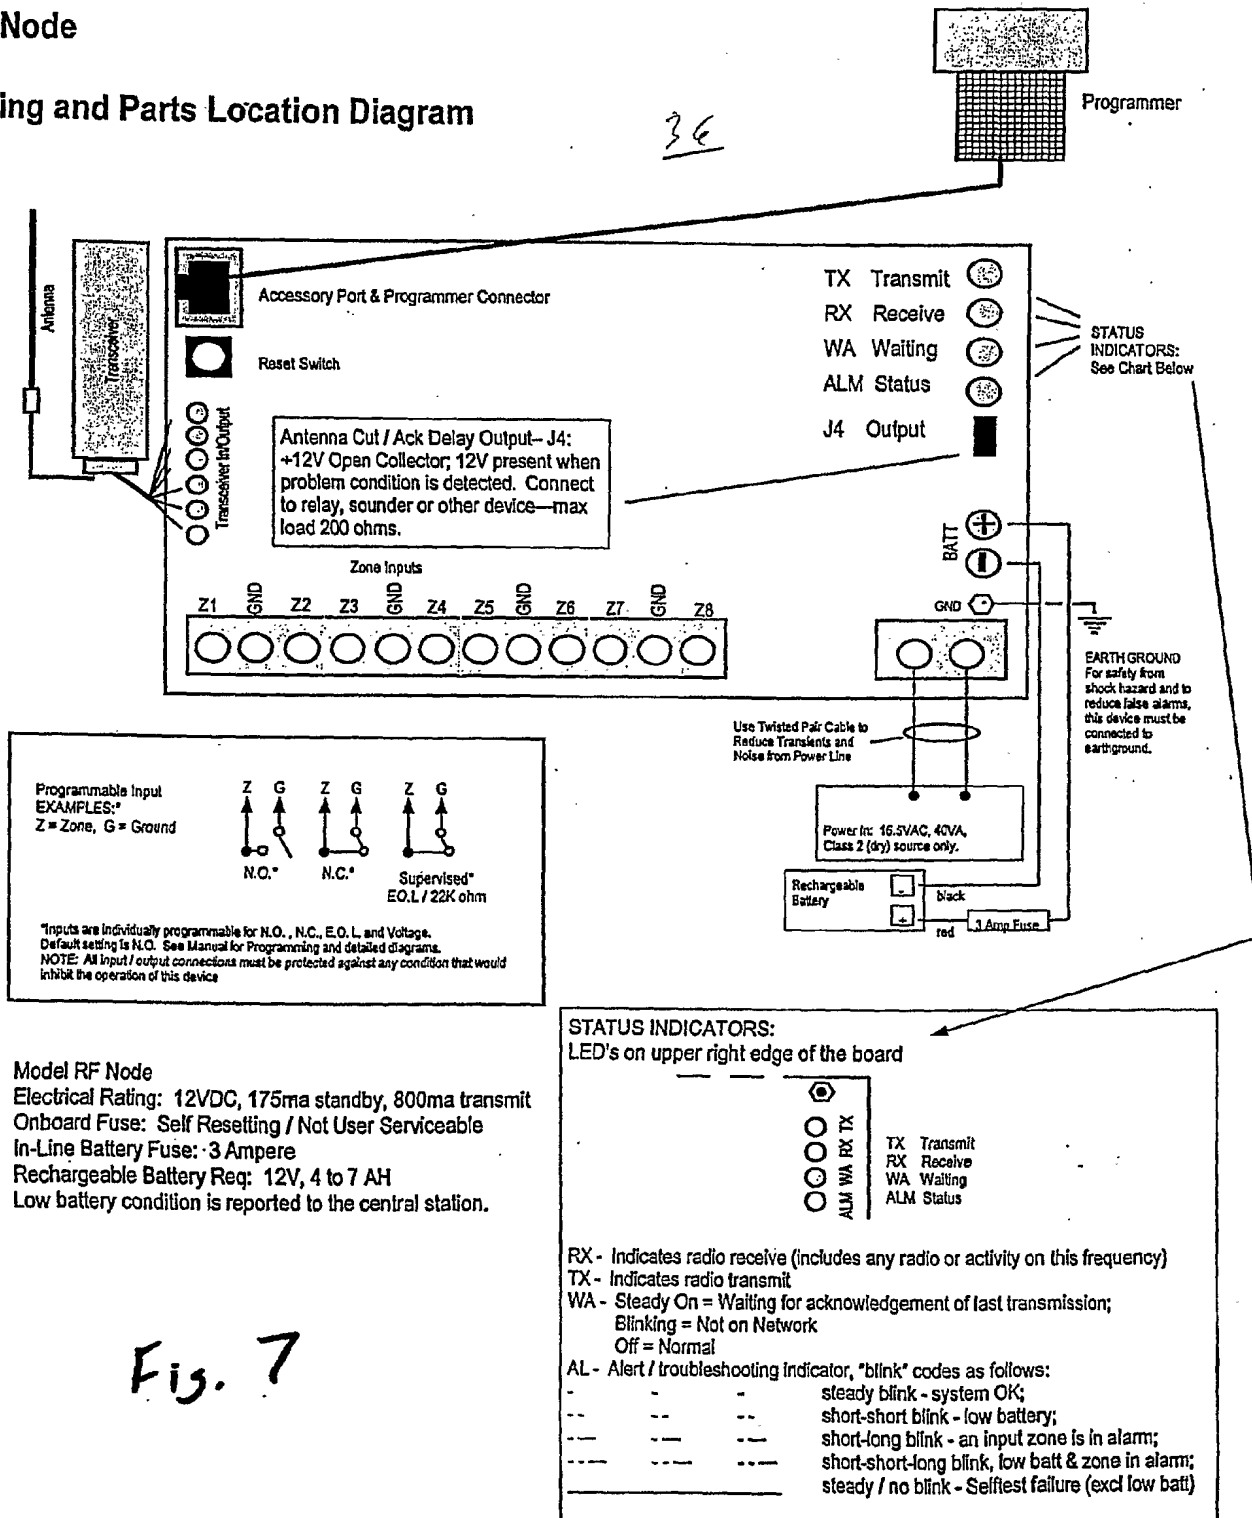 Node
ing and Parts Location Diagram
36
Programmer
Antenna
Transceiver
Accessory Port & Programmer Connector
Reset Switch
Transceiver In/Output
TX Transmit
RX Receive
WA Waiting
ALM Status
J4 Output
STATUS
INDICATORS:
See Chart Below
Antenna Cut / Ack Delay Output-- J4:
+12V Open Collector; 12V present when
problem condition is detected. Connect
to relay, sounder or other device—max
load 200 ohms.
BATT
+
-
GND
Zone Inputs
Z1 GND Z2 Z3 GND Z4 Z5 GND Z6 Z7 GND Z8
EARTH GROUND
For safety from
shock hazard and to
reduce false alarms,
this device must be
connected to
earthground.
Use Twisted Pair Cable to
Reduce Transients and
Noise from Power Line
Power In: 16.5VAC, 40VA,
Class 2 (dry) source only.
Rechargeable
Battery
-
+
black
red
3 Amp Fuse
Programmable Input
EXAMPLES:*
Z = Zone, G = Ground
Z G Z G Z G
N.O.* N.C.* Supervised*
EO.L / 22K ohm
*Inputs are individually programmable for N.O., N.C., E.O.L. and Voltage.
Default setting is N.O. See Manual for Programming and detailed diagrams.
NOTE: All input / output connections must be protected against any condition that would
inhibit the operation of this device
Model RF Node
Electrical Rating: 12VDC, 175ma standby, 800ma transmit
Onboard Fuse: Self Resetting / Not User Serviceable
In-Line Battery Fuse: 3 Ampere
Rechargeable Battery Req: 12V, 4 to 7 AH
Low battery condition is reported to the central station.
Fig. 7
STATUS INDICATORS:
LED's on upper right edge of the board
ALM WA RX TX
TX Transmit
RX Receive
WA Waiting
ALM Status
RX - Indicates radio receive (includes any radio or activity on this frequency)
TX - Indicates radio transmit
WA - Steady On = Waiting for acknowledgement of last transmission;
Blinking = Not on Network
Off = Normal
AL - Alert / troubleshooting indicator, "blink" codes as follows:
steady blink - system OK;
short-short blink - low battery;
short-long blink - an input zone is in alarm;
short-short-long blink, low batt & zone in alarm;
steady / no blink - Selftest failure (excl low batt)